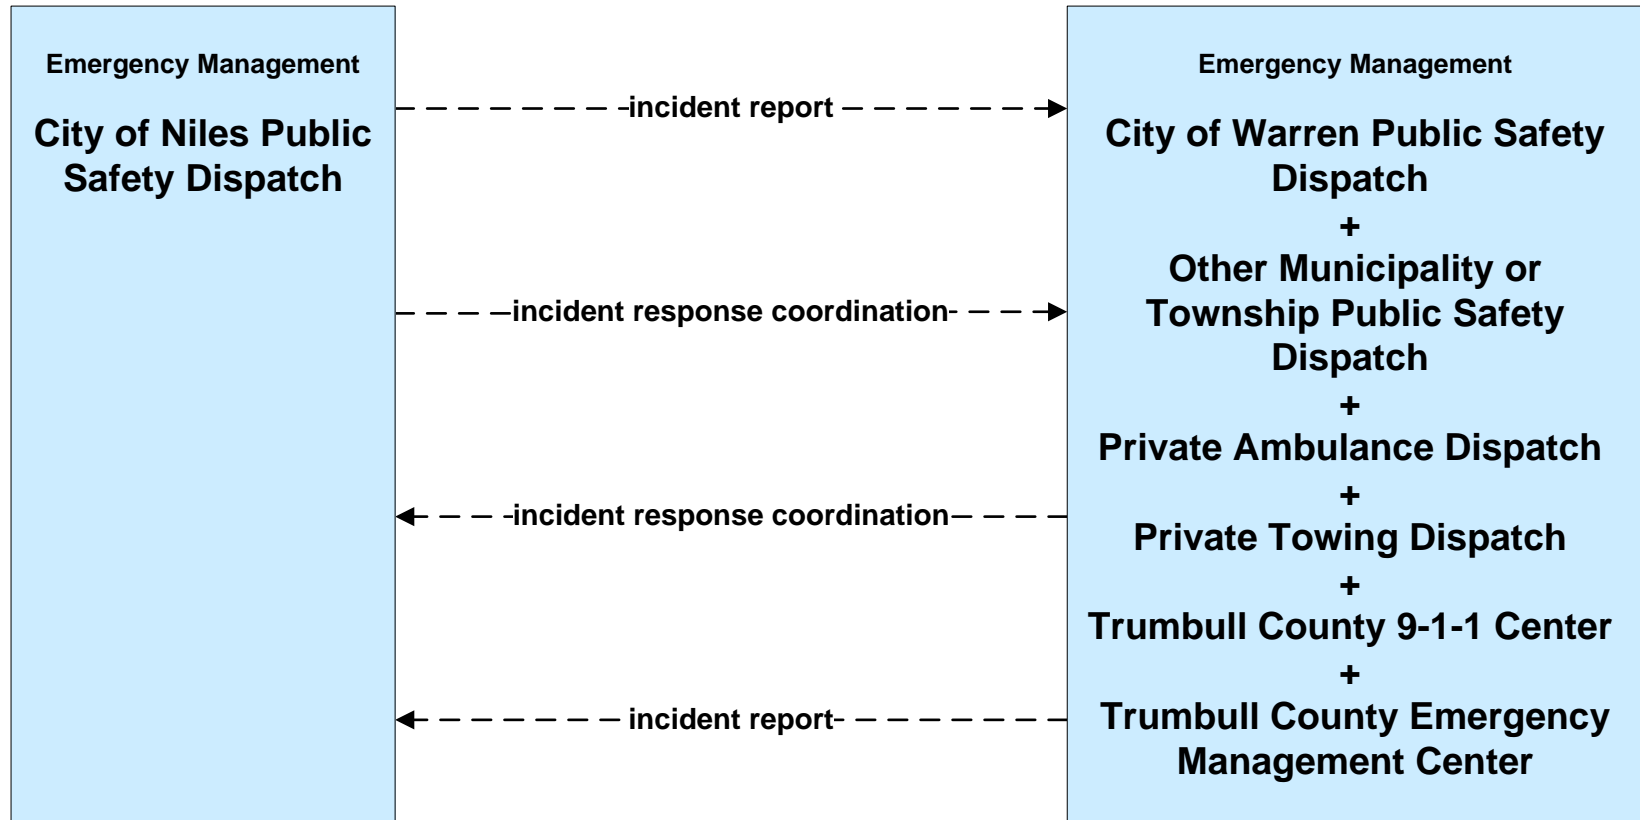 Emergency Management
City of Niles Public
Safety Dispatch
incident report
incident response coordination
incident response coordination
incident report
Emergency Management
City of Warren Public Safety
Dispatch
+
Other Municipality or
Township Public Safety
Dispatch
+
Private Ambulance Dispatch
+
Private Towing Dispatch
+
Trumbull County 9-1-1 Center
+
Trumbull County Emergency
Management Center